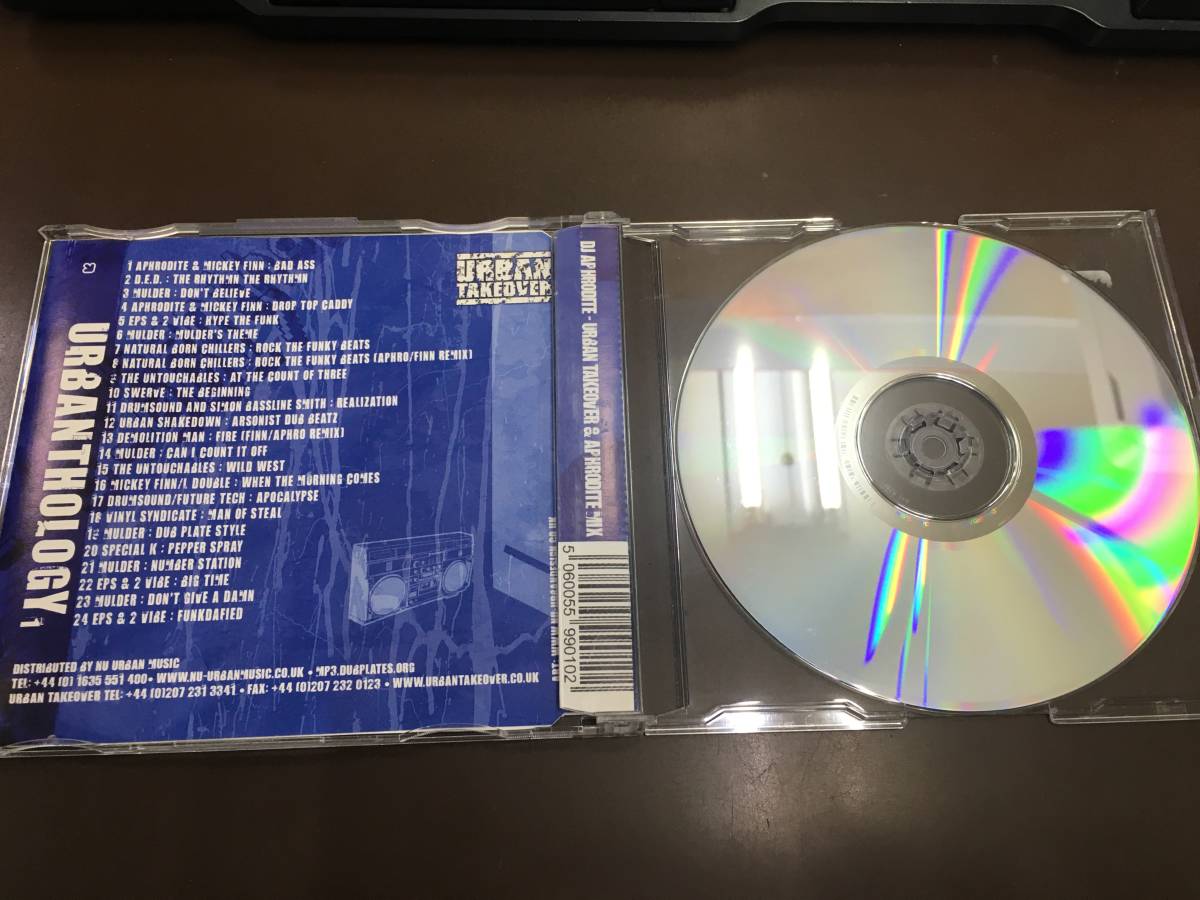 URBAN
TAKEOVER
1 APHRODITE & MICKEY FINN : BAD ASS
2 D.E.D. : THE RHYTHMN THE RHYTHMN
3 MULDER : DON'T BELIEVE
4 APHRODITE & MICKEY FINN : DROP TOP CADDY
5 EPS & 2 VIBE : HYPE THE FUNK
6 MULDER : MULDER'S THEME
7 NATURAL BORN CHILLERS : ROCK THE FUNKY BEATS
8 NATURAL BORN CHILLERS : ROCK THE FUNKY BEATS (APHRO/FINN REMIX)
9 THE UNTOUCHABLES : AT THE COUNT OF THREE
10 SWERVE : THE BEGINNING
11 DRUMSOUND AND SIMON BASSLINE SMITH : REALIZATION
12 URBAN SHAKEDOWN : ARSONIST DUB BEATZ
13 DEMOLITION MAN : FIRE (FINN/APHRO REMIX)
14 MULDER : CAN I COUNT IT OFF
15 THE UNTOUCHABLES : WILD WEST
16 MICKEY FINN/L DOUBLE : WHEN THE MORNING COMES
17 DRUMSOUND/FUTURE TECH : APOCALYPSE
18 VINYL SYNDICATE : MAN OF STEAL
19 MULDER : DUB PLATE STYLE
20 SPECIAL K : PEPPER SPRAY
21 MULDER : NUMBER STATION
22 EPS & 2 VIBE : BIG TIME
23 MULDER : DON'T GIVE A DAMN
24 EPS & 2 VIBE : FUNKDAFIED
URBANTHOLOGY 1
DISTRIBUTED BY NU URBAN MUSIC
TEL: +44 (0) 1635 551 400 • WWW.NU-URBANMUSIC.CO.UK • MP3.DUBPLATES.ORG
URBAN TAKEOVER TEL: +44 (0)207 231 3341 • FAX: +44 (0)207 232 0123 • WWW.URBANTAKEOVER.CO.UK
DJ APHRODITE - URBAN TAKEOVER & APHRODITE MIX
5 060055 990102